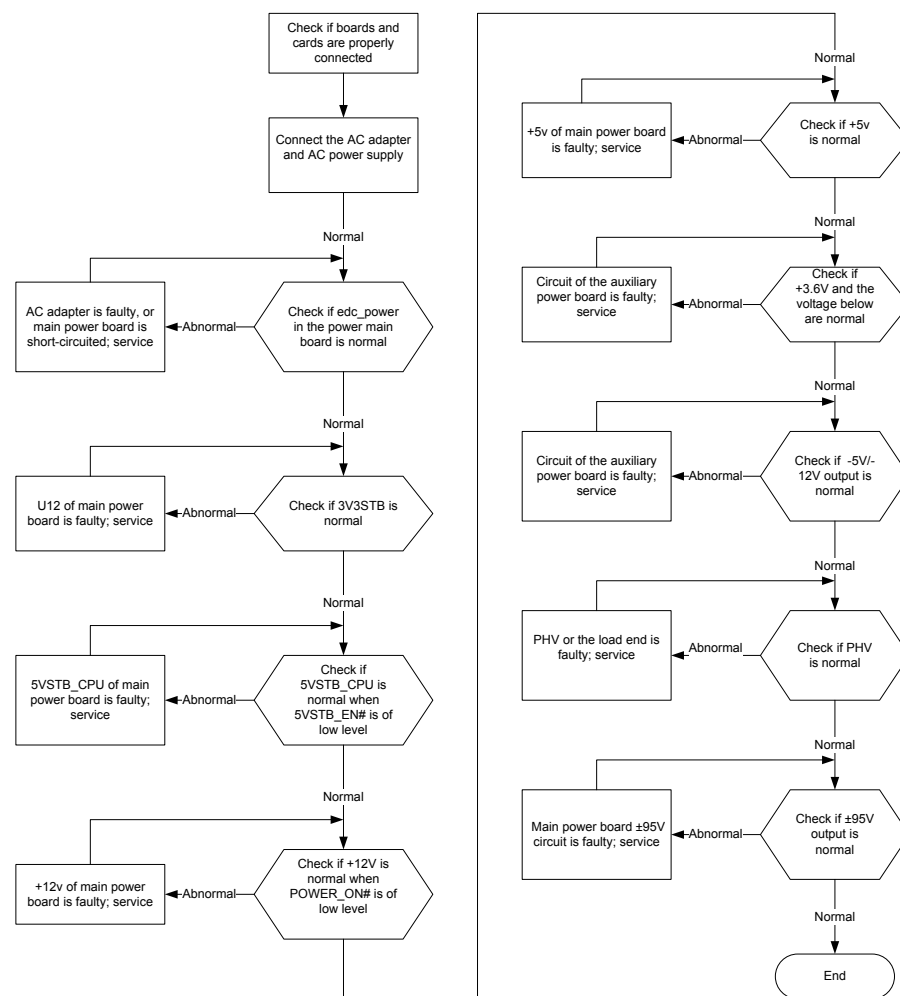 Check if boards and
cards are properly
connected
Connect the AC adapter
and AC power supply
Normal
AC adapter is faulty, or
main power board is
short-circuited; service
Abnormal
Check if edc_power
in the power main
board is normal
Normal
U12 of main power
board is faulty; service
Abnormal
Check if 3V3STB is
normal
Normal
5VSTB_CPU of main
power board is faulty;
service
Abnormal
Check if
5VSTB_CPU is
normal when
5VSTB_EN# is of
low level
Normal
+12v of main power
board is faulty; service
Abnormal
Check if +12V is
normal when
POWER_ON# is of
low level
Normal
+5v of main power board
is faulty; service
Abnormal
Check if +5v
is normal
Normal
Circuit of the auxiliary
power board is faulty;
service
Abnormal
Check if
+3.6V and the
voltage below
are normal
Normal
Circuit of the auxiliary
power board is faulty;
service
Abnormal
Check if -5V/-
12V output is
normal
Normal
PHV or the load end is
faulty; service
Abnormal
Check if PHV
is normal
Normal
Main power board ±95V
circuit is faulty; service
Abnormal
Check if ±95V
output is
normal
Normal
End